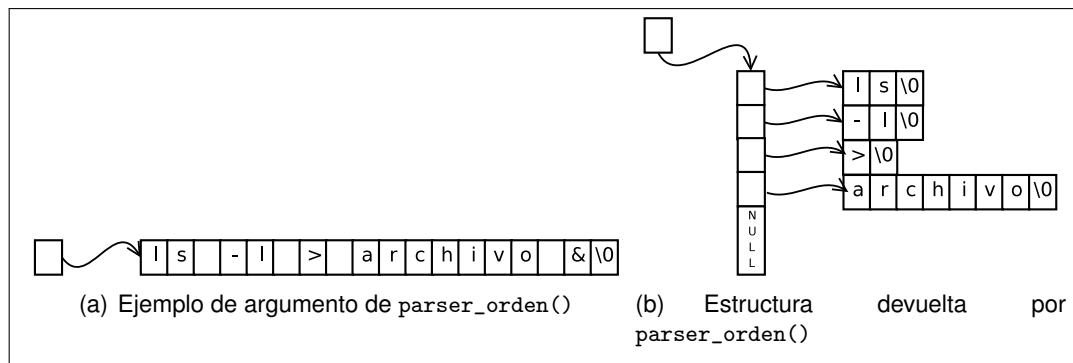 l s \0
- l \0
> \0
a r c h i v o \0
N U L L
l s   - l   >   a r c h i v o   & \0
(a) Ejemplo de argumento de parser_orden()
(b) Estructura devuelta por
parser_orden()